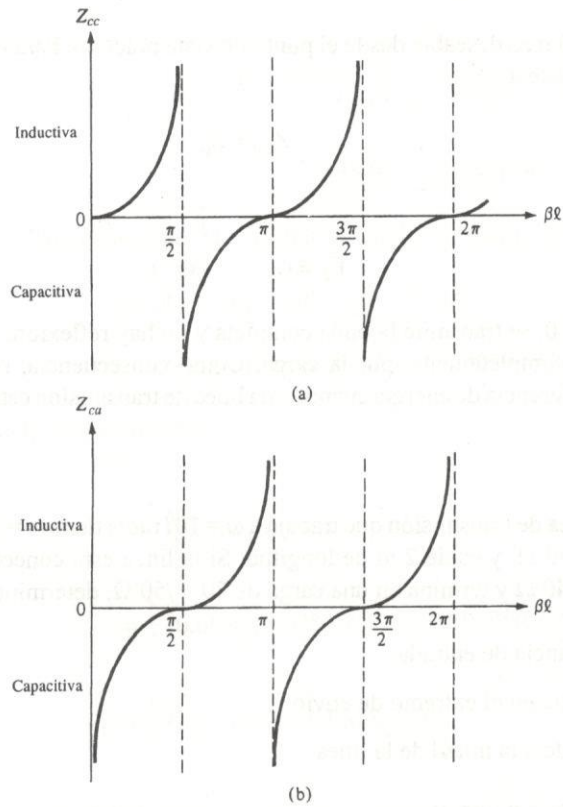 Z_cc
Inductiva
0
π/2
π
3π/2
2π
βℓ
Capacitiva
(a)
Z_ca
Inductiva
0
π/2
π
3π/2
2π
βℓ
Capacitiva
(b)